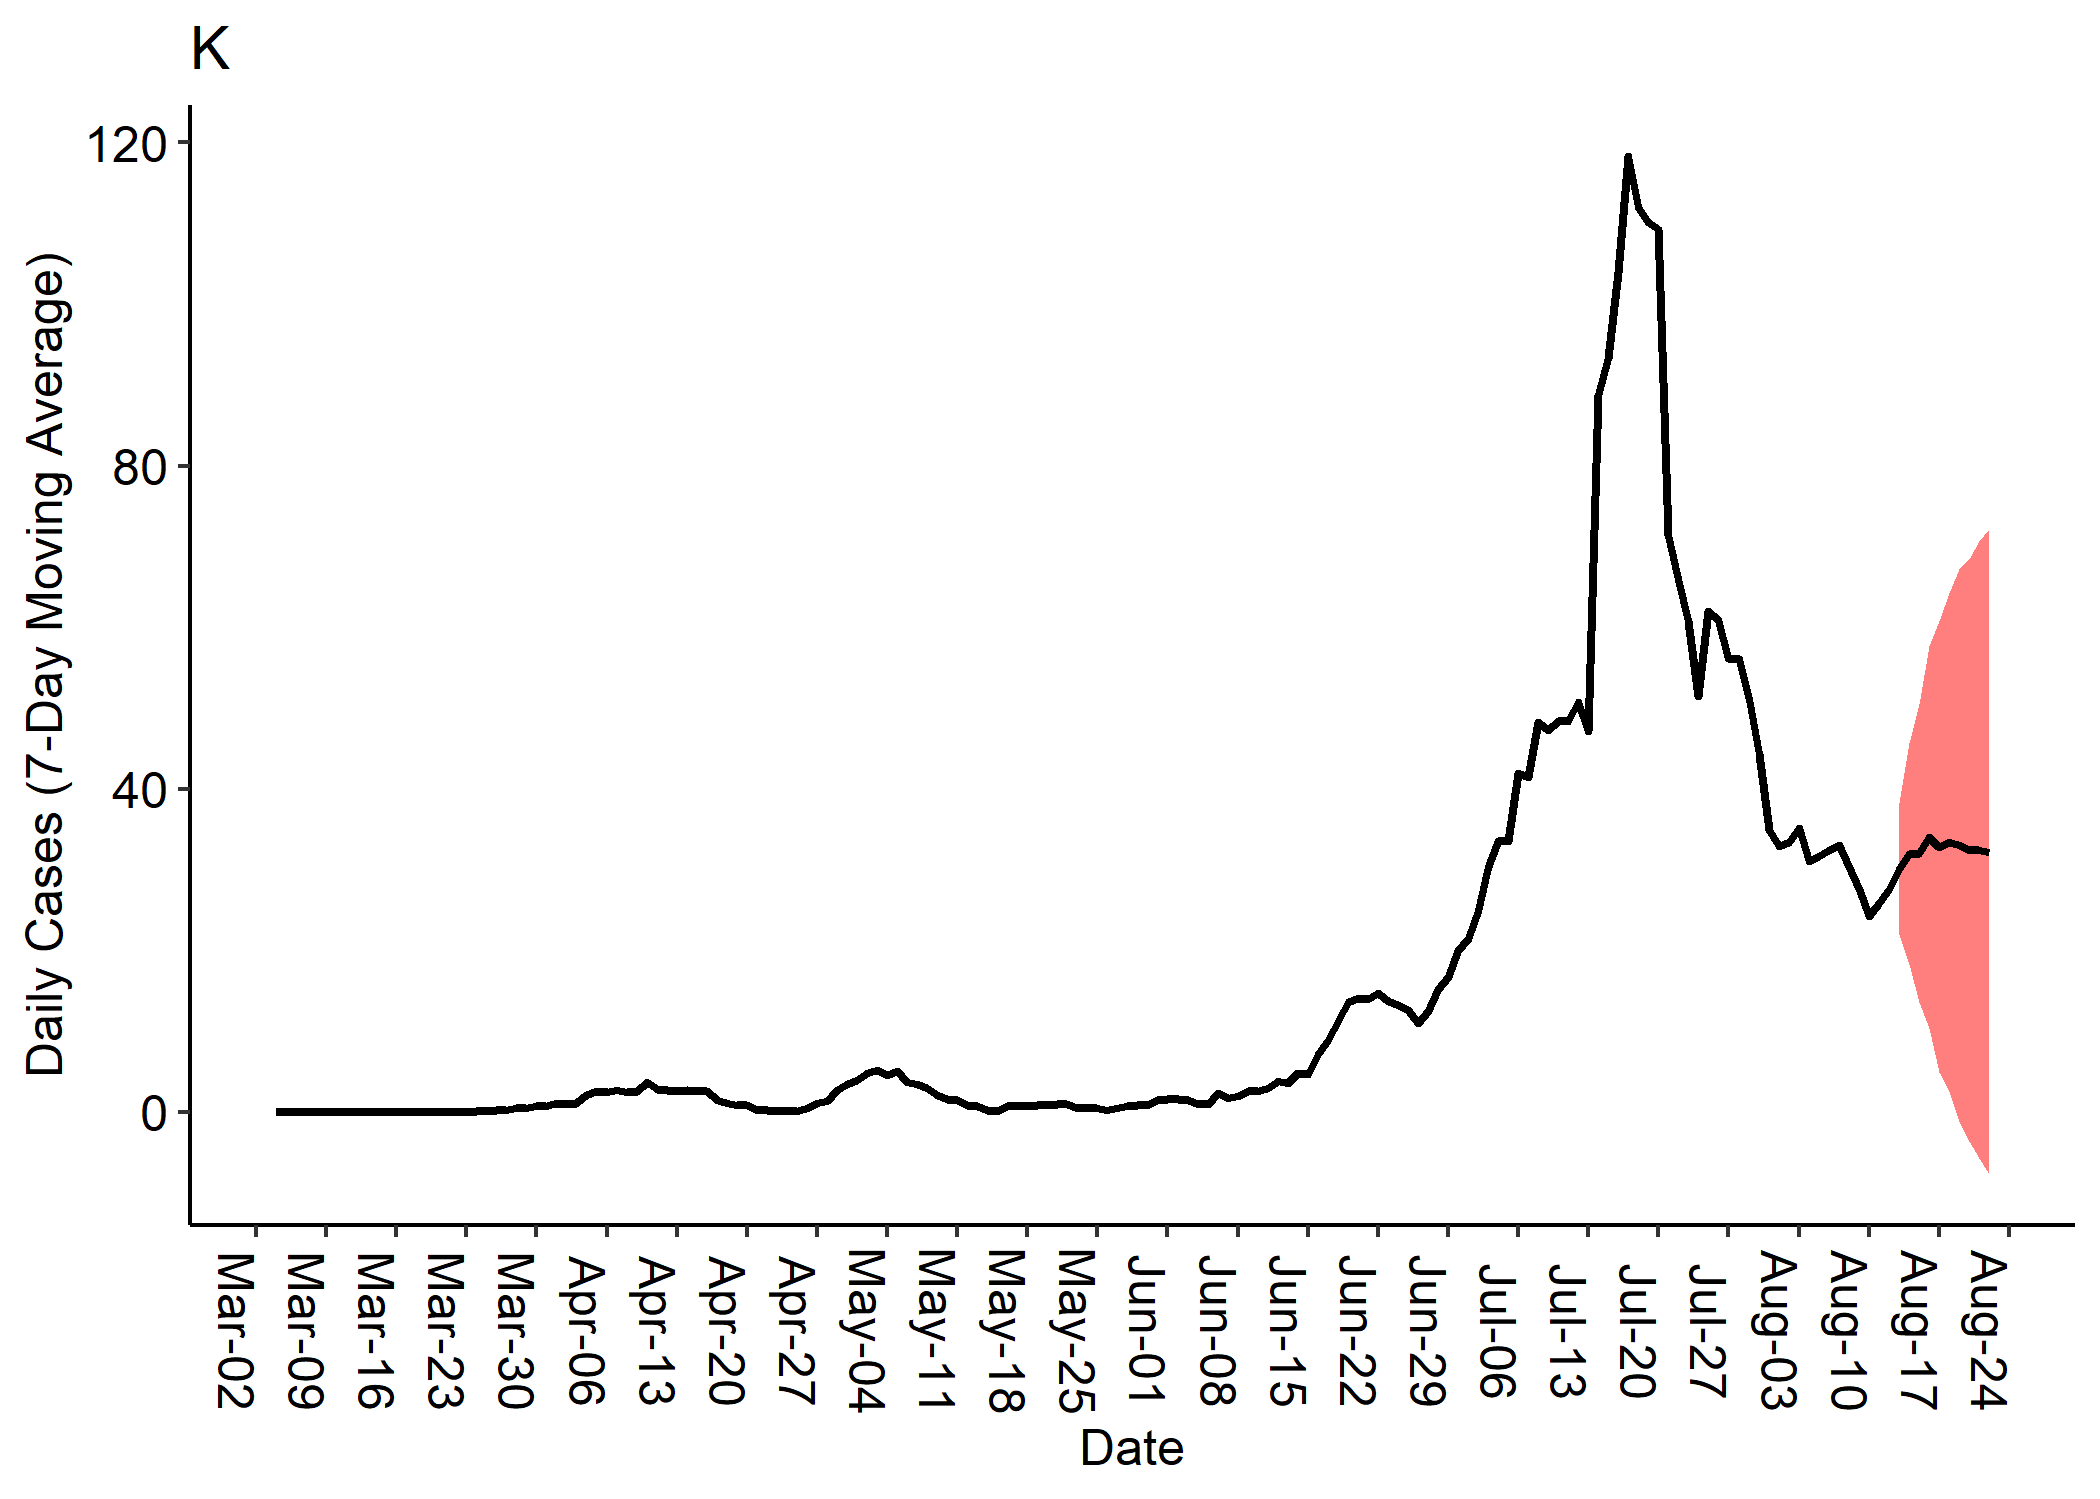 K
120
80
40
0
Daily Cases (7-Day Moving Average)
Mar-02
Mar-09
Mar-16
Mar-23
Mar-30
Apr-06
Apr-13
Apr-20
Apr-27
May-04
May-11
May-18
May-25
Jun-01
Jun-08
Jun-15
Jun-22
Jun-29
Jul-06
Jul-13
Jul-20
Jul-27
Aug-03
Aug-10
Aug-17
Aug-24
Date